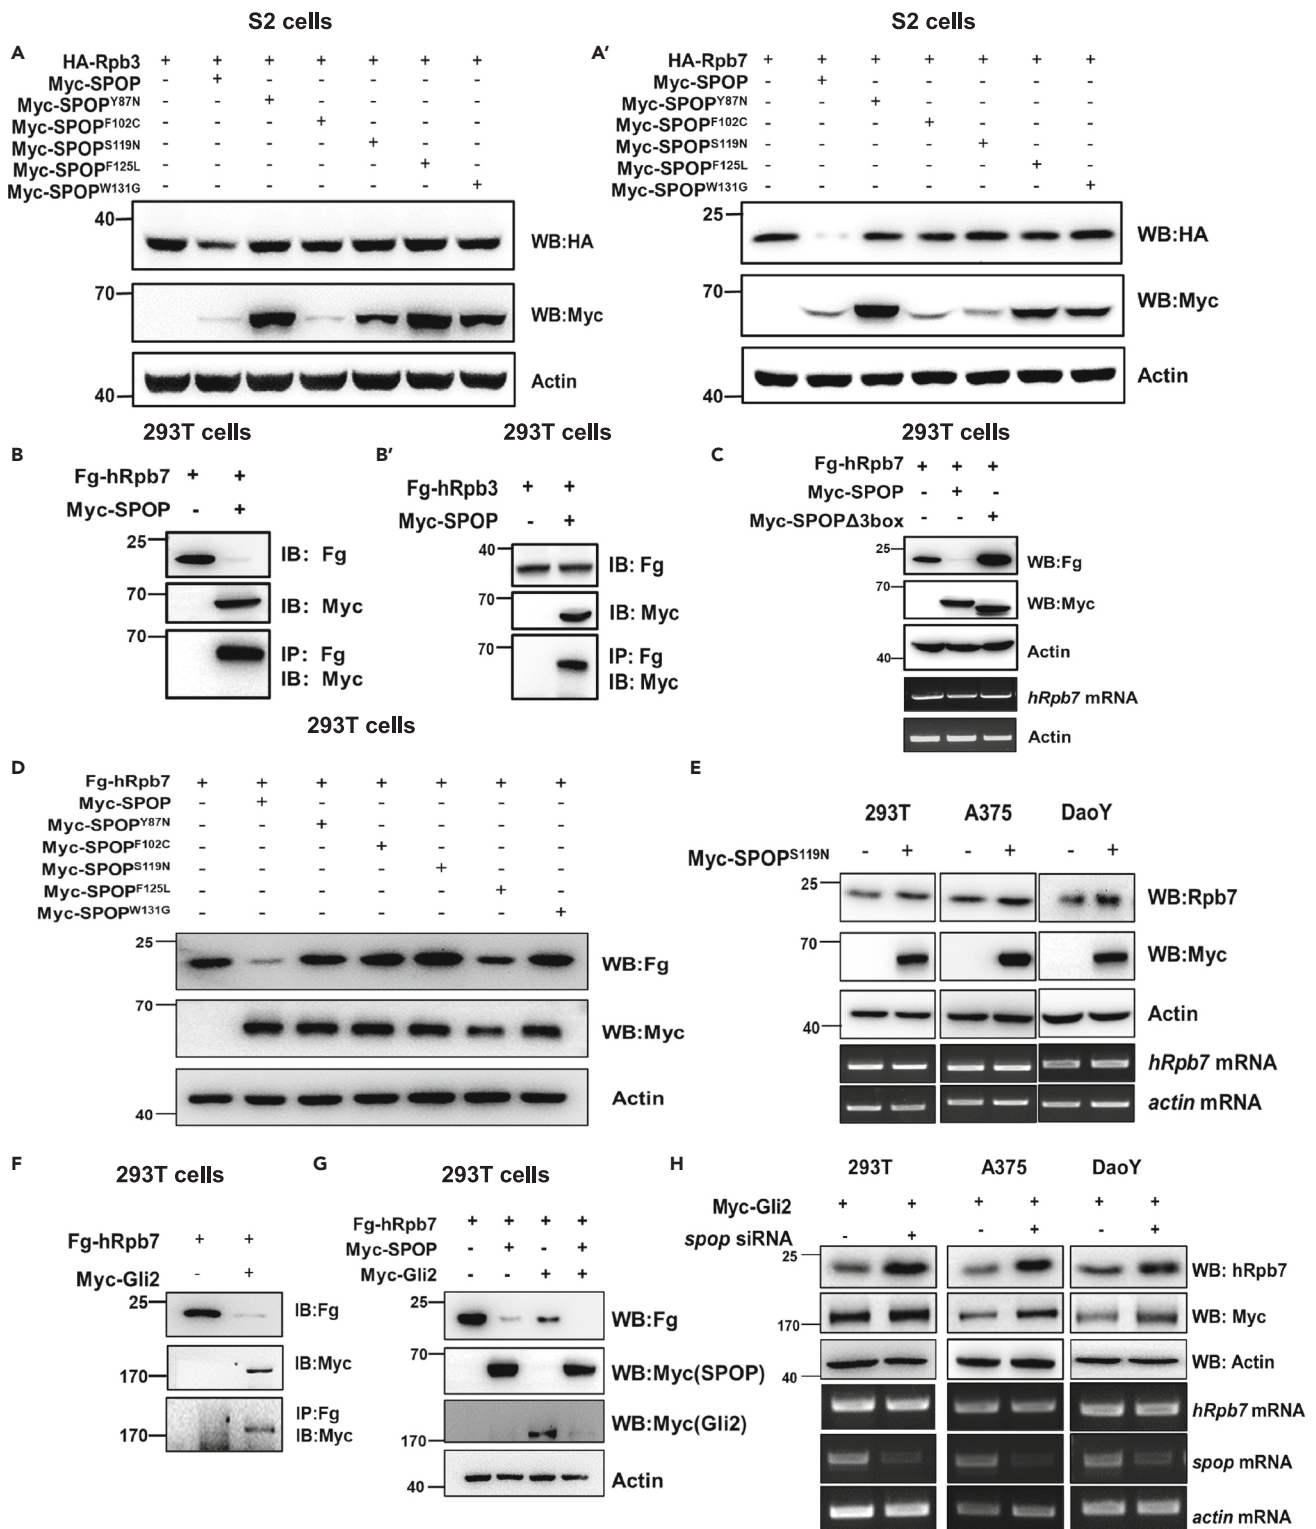 S2 cells
A
HA-Rpb3 + + + + + + +
Myc-SPOP - + - - - - -
Myc-SPOPY87N - - + - - - -
Myc-SPOPF102C - - - + - - -
Myc-SPOPS119N - - - - + - -
Myc-SPOPF125L - - - - - + -
Myc-SPOPW131G - - - - - - +
40
WB:HA
70
WB:Myc
Actin
40
S2 cells
A'
HA-Rpb7 + + + + + + +
Myc-SPOP - + - - - - -
Myc-SPOPY87N - - + - - - -
Myc-SPOPF102C - - - + - - -
Myc-SPOPS119N - - - - + - -
Myc-SPOPF125L - - - - - + -
Myc-SPOPW131G - - - - - - +
25
WB:HA
70
WB:Myc
Actin
40
293T cells
B
Fg-hRpb7 + +
Myc-SPOP - +
25
IB: Fg
70
IB: Myc
70
IP: Fg
IB: Myc
293T cells
B'
Fg-hRpb3 + +
Myc-SPOP - +
40
IB: Fg
70
IB: Myc
70
IP: Fg
IB: Myc
293T cells
C
Fg-hRpb7 + + +
Myc-SPOP - + -
Myc-SPOPΔ3box - - +
25
WB:Fg
70
WB:Myc
Actin
40
hRpb7 mRNA
Actin
293T cells
D
Fg-hRpb7 + + + + + + +
Myc-SPOP - + - - - - -
Myc-SPOPY87N - - + - - - -
Myc-SPOPF102C - - - + - - -
Myc-SPOPS119N - - - - + - -
Myc-SPOPF125L - - - - - + -
Myc-SPOPW131G - - - - - - +
25
WB:Fg
70
WB:Myc
Actin
40
E
293T A375 DaoY
Myc-SPOPS119N - + - + - +
25
WB:Rpb7
70
WB:Myc
Actin
40
hRpb7 mRNA
actin mRNA
F
293T cells
Fg-hRpb7 + +
Myc-Gli2 - +
25
IB:Fg
170
IB:Myc
IP:Fg
170
IB:Myc
G
293T cells
Fg-hRpb7 + + + +
Myc-SPOP - + - +
Myc-Gli2 - - + +
25
WB:Fg
70
WB:Myc(SPOP)
WB:Myc(Gli2)
170
Actin
40
H
293T A375 DaoY
Myc-Gli2 + + + + + +
spop siRNA - + - + - +
25
WB: hRpb7
WB: Myc
170
WB: Actin
40
hRpb7 mRNA
spop mRNA
actin mRNA